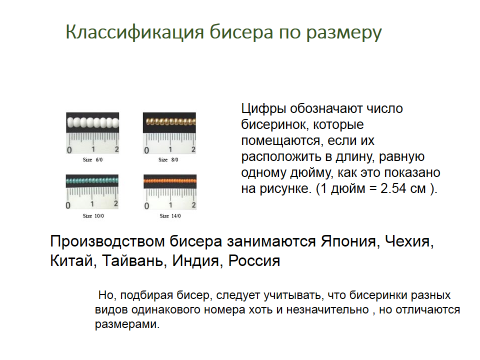 Классификация бисера по размеру
0 1 2
Size 6/0
0 1 2
Size 8/0
0 1 2
Size 10/0
0 1 2
Size 14/0
Цифры обозначают число
бисеринок, которые
помещаются, если их
расположить в длину, равную
одному дюйму, как это показано
на рисунке. (1 дюйм = 2.54 см ).
Производством бисера занимаются Япония, Чехия,
Китай, Тайвань, Индия, Россия
Но, подбирая бисер, следует учитывать, что бисеринки разных
видов одинакового номера хоть и незначительно , но отличаются
размерами.